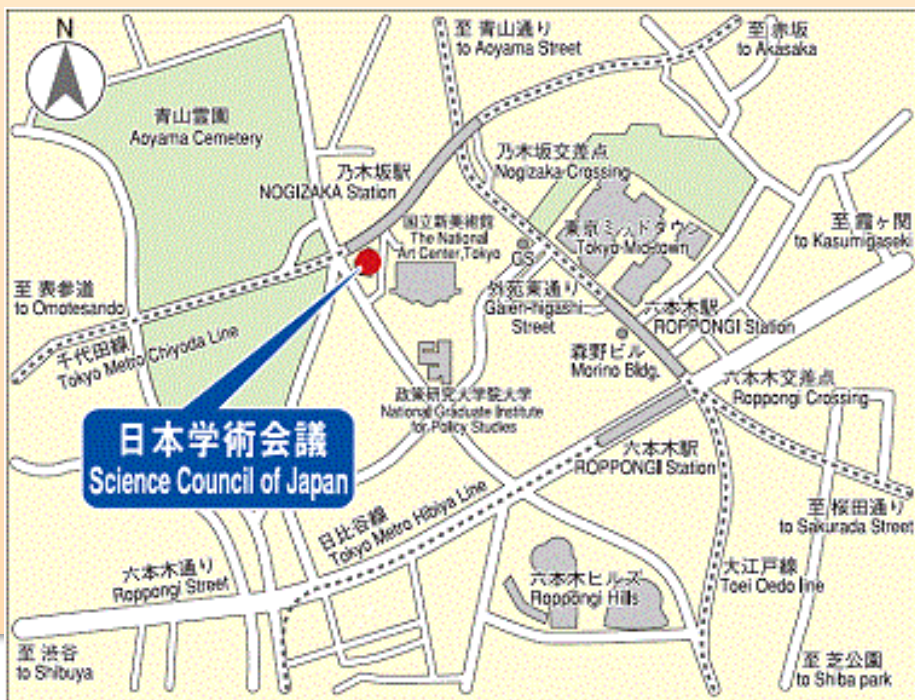 N
至 青山通り
to Aoyama Street
至 赤坂
to Akasaka
青山霊園
Aoyama Cemetery
乃木坂駅
NOGIZAKA Station
乃木坂交差点
Nogizaka Crossing
国立新美術館
The National
Art Center,Tokyo
東京ミッドタウン
Tokyo Mid-town
GS
至 霞ヶ関
to Kasumigaseki
至 表参道
to Omotesando
外苑東通り
Gaien-higashi
Street
六本木駅
ROPPONGI Station
千代田線
Tokyo Metro Chiyoda Line
森野ビル
Morino Bldg.
六本木交差点
Roppongi Crossing
政策研究大学院大学
National Graduate Institute
for Policy Studies
日本学術会議
Science Council of Japan
六本木駅
ROPPONGII Station
日比谷線
Tokyo Metro Hibiya Line
至 桜田通り
to Sakurada Street
六本木通り
Roppongi Street
六本木ヒルズ
Roppongi Hills
大江戸線
Toei Oedo line
至 渋谷
to Shibuya
至 芝公園
to Shiba park